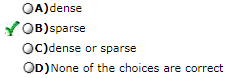 A)dense
B)sparse
C)dense or sparse
D)None of the choices are correct